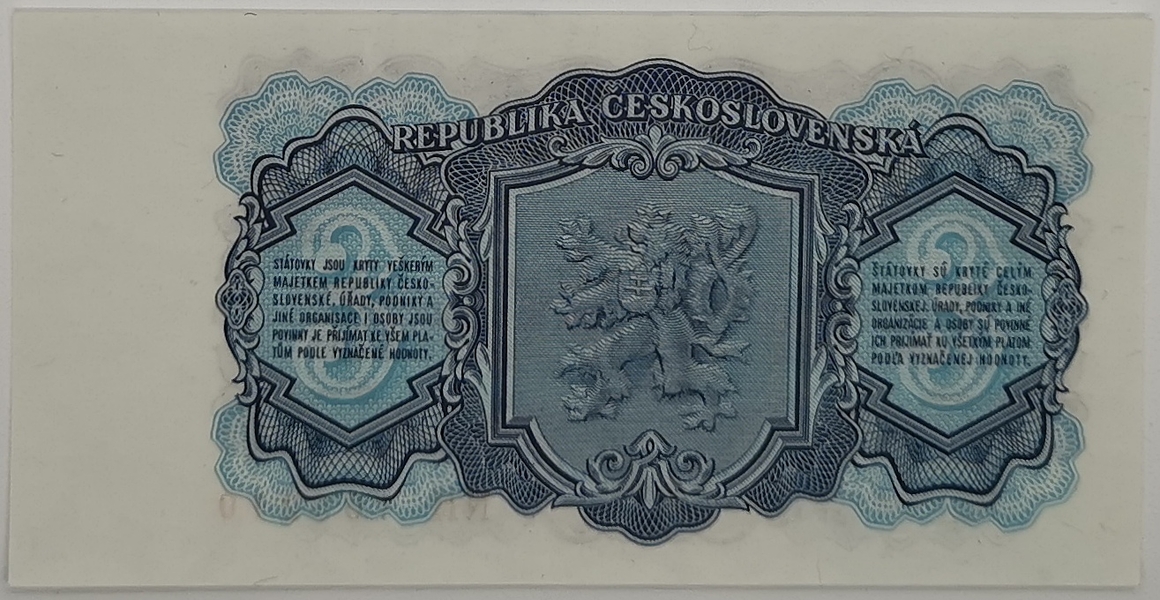 REPUBLIKA ČESKOSLOVENSKÁ
3
STÁTOVKY JSOU KRYTY VEŠKERÝM
MAJETKEM REPUBLIKY ČESKO-
SLOVENSKÉ. ÚŘADY, PODNIKY A
JINÉ ORGANISACE I OSOBY JSOU
POVINNY JE PŘIJÍMAT KE VŠEM PLA-
TŮM PODLE VYZNAČENÉ HODNOTY.
3
ŠTÁTOVKY SÚ KRYTÉ CELÝM
MAJETKOM REPUBLIKY ČESKO-
SLOVENSKEJ. ÚRADY, PODNIKY A INÉ
ORGANIZÁCIE A OSOBY SÚ POVINNÉ
ICH PRIJÍMAŤ KU VŠETKÝM PLATOM
PODĽA VYZNAČENEJ HODNOTY.